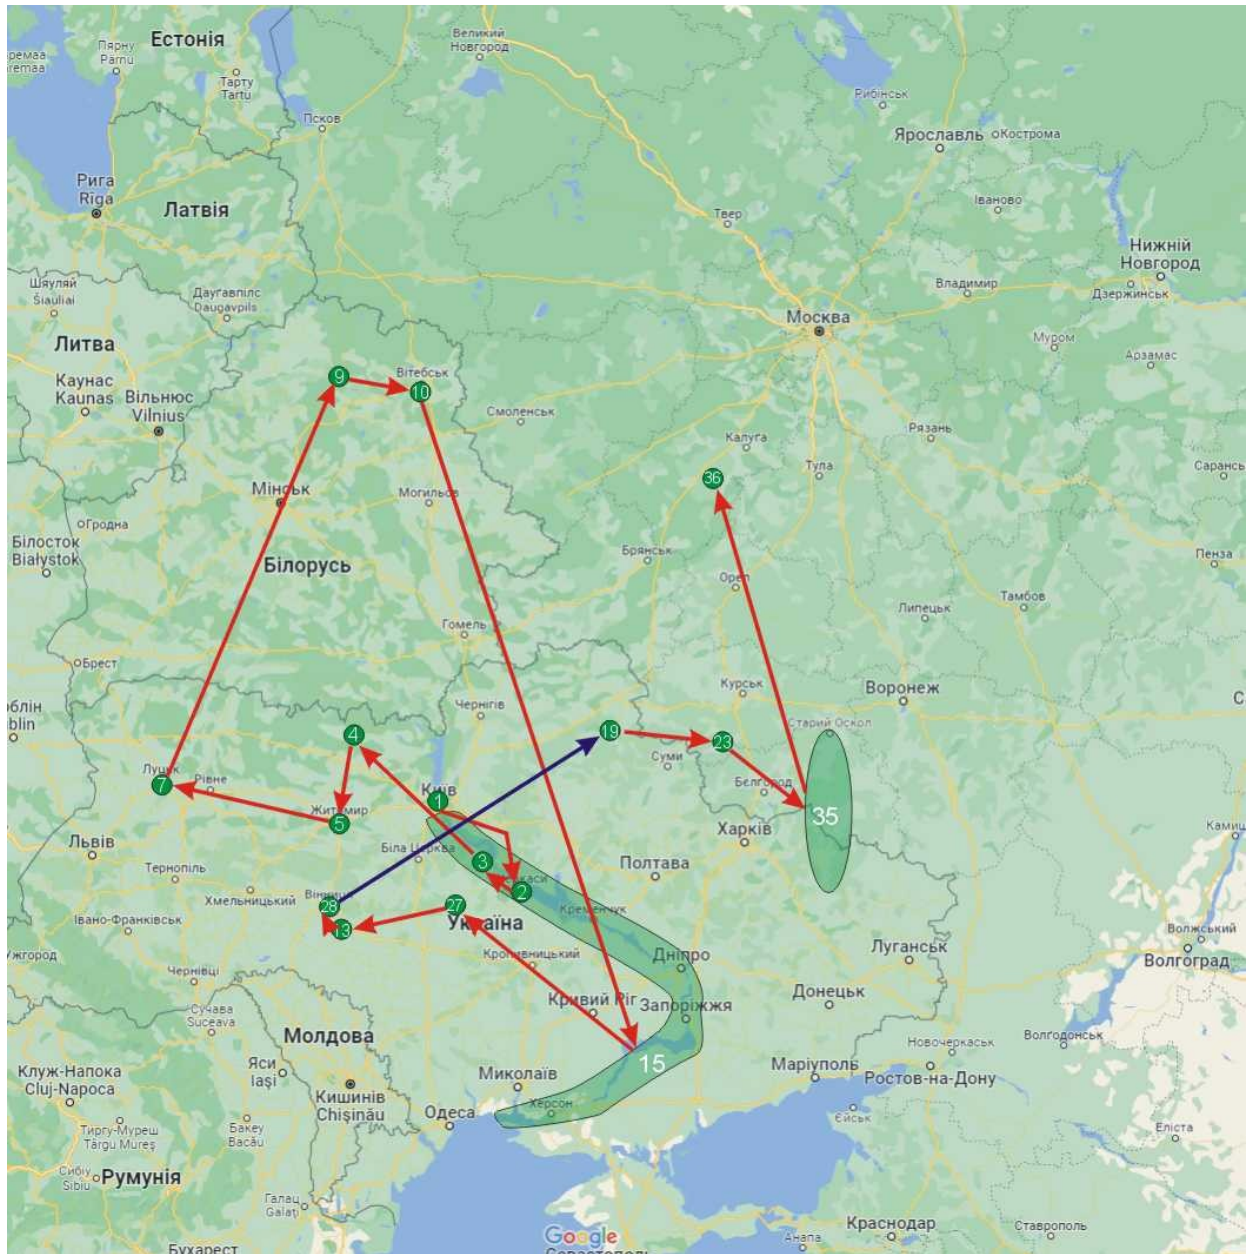 Естонія
Великий
Новгород
Пярну
Pärnu
Тарту
Tartu
Рибінськ
Псков
Ярославль
Кострома
Рига
Rīga
Латвія
Твер
Іваново
Нижній
Новгород
Шяуляй
Šiauliai
Даугавпілс
Daugavpils
Владимир
Дзержинськ
Москва
Литва
Муром
Арзамас
Каунас
Kaunas
Вільнюс
Vilnius
9
Вітебськ
10
Смоленськ
Калуга
Рязань
Тула
36
Саранс
Мінськ
Могильов
Гродна
Білосток
Białystok
Білорусь
Брянськ
Пенза
Орел
Тамбов
Липецьк
Гомель
Брест
Курськ
Воронеж
Чернігів
Старий Оскол
4
19
23
Суми
Луцьк
7
Рівне
Бєлгород
Київ
1
Житомир
5
35
Харків
Львів
Біла Церква
3
Полтава
Тернопіль
2
Вінниця
28
Хмельницький
27
Кременчук
Івано-Франківськ
13
Україна
Ужгород
Кропивницький
Дніпро
Луганськ
Волжський
Волгоград
Чернівці
Кривий Ріг
Запоріжжя
Донецьк
Сучава
Suceava
Молдова
Волгодонськ
Новочеркаськ
15
Яси
Iași
Клуж-Напока
Cluj-Napoca
Кишинів
Chișinău
Миколаїв
Маріуполь
Ростов-на-Дону
Херсон
Одеса
Єйськ
Тиргу-Муреш
Târgu Mureș
Бакеу
Bacău
Еліста
Сибіу
Sibiu
Румунія
Галац
Galați
Google
Краснодар
Ставрополь
Анапа
Бухарест
Севастополь